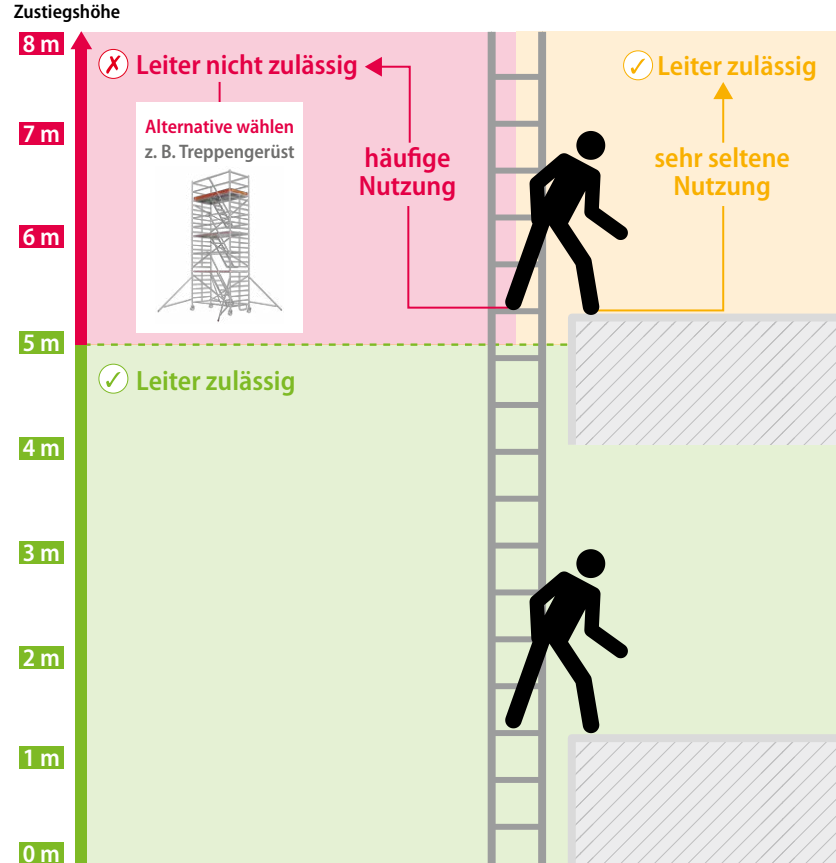 Zustiegshöhe
8 m
✗ Leiter nicht zulässig
✓ Leiter zulässig
Alternative wählen
z. B. Treppengerüst
7 m
häufige
Nutzung
sehr seltene
Nutzung
6 m
5 m
✓ Leiter zulässig
4 m
3 m
2 m
1 m
0 m